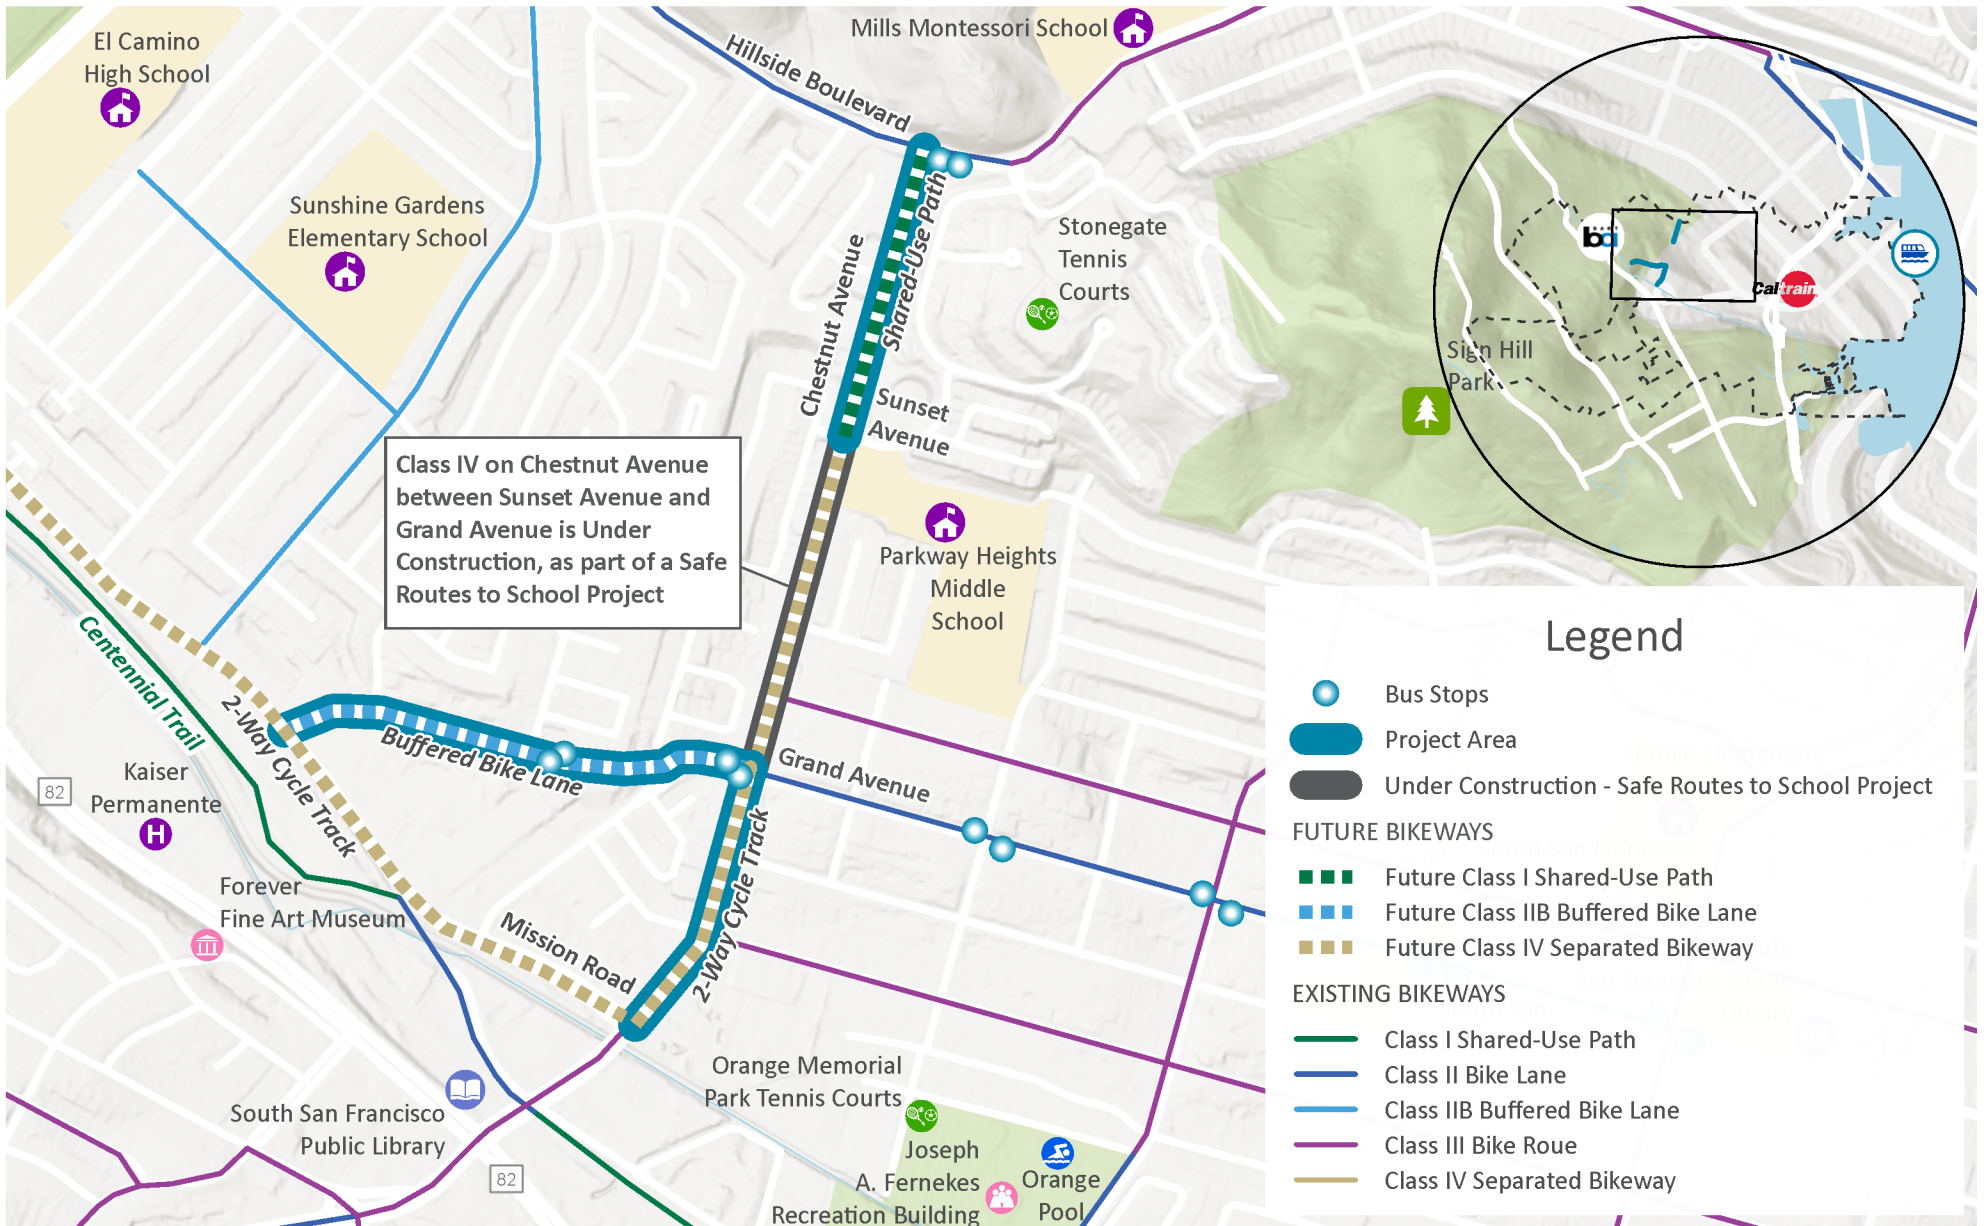 El Camino
High School
Mills Montessori School
Hillside Boulevard
Sunshine Gardens
Elementary School
Stonegate
Tennis
Courts
Chestnut Avenue
Shared-Use Path
Sunset
Avenue
Sign Hill
Park
Caltrain
Class IV on Chestnut Avenue
between Sunset Avenue and
Grand Avenue is Under
Construction, as part of a Safe
Routes to School Project
Parkway Heights
Middle
School
Centennial Trail
2-Way Cycle Track
Buffered Bike Lane
Grand Avenue
82
Kaiser
Permanente
H
2-Way Cycle Track
Forever
Fine Art Museum
Mission Road
Orange Memorial
Park Tennis Courts
South San Francisco
Public Library
82
Joseph
A. Fernekes
Recreation Building
Orange
Pool
Legend
Bus Stops
Project Area
Under Construction - Safe Routes to School Project
FUTURE BIKEWAYS
Future Class I Shared-Use Path
Future Class IIB Buffered Bike Lane
Future Class IV Separated Bikeway
EXISTING BIKEWAYS
Class I Shared-Use Path
Class II Bike Lane
Class IIB Buffered Bike Lane
Class III Bike Roue
Class IV Separated Bikeway